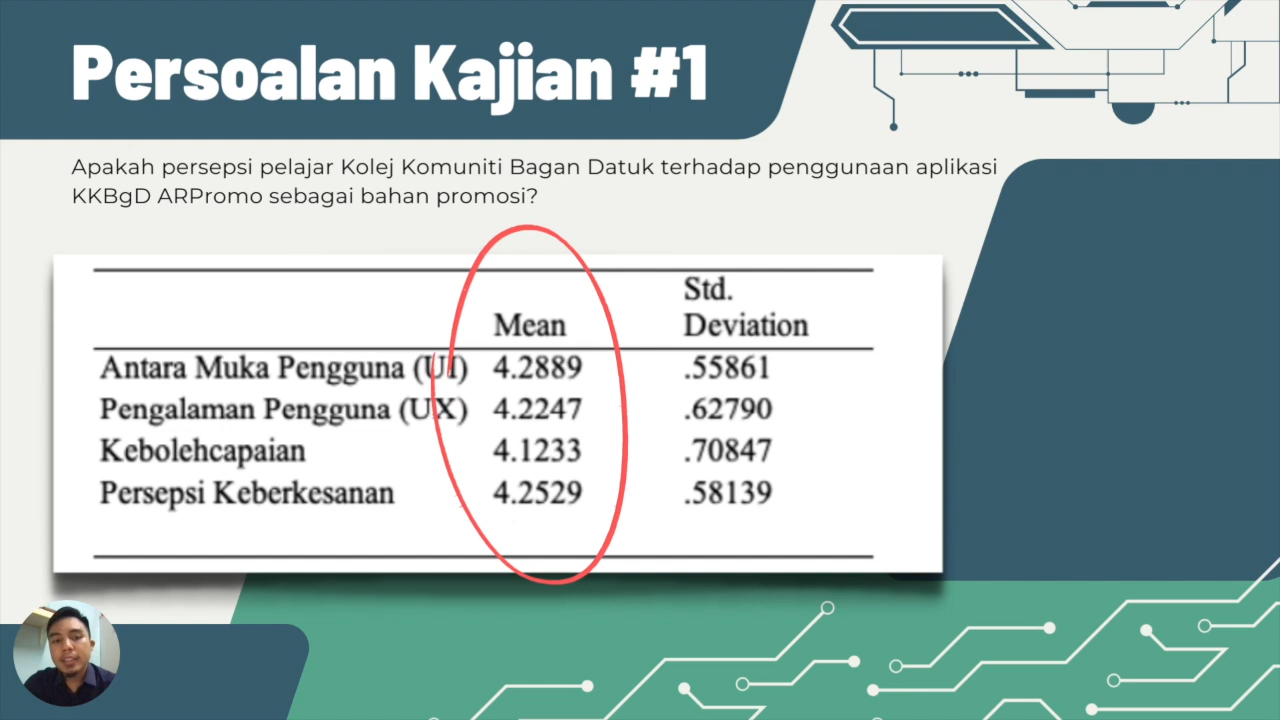 Persoalan Kajian #1
Apakah persepsi pelajar Kolej Komuniti Bagan Datuk terhadap penggunaan aplikasi
KKBgD ARPromo sebagai bahan promosi?
Mean Std. Deviation
Antara Muka Pengguna (UI) 4.2889 .55861
Pengalaman Pengguna (UX) 4.2247 .62790
Kebolehcapaian 4.1233 .70847
Persepsi Keberkesanan 4.2529 .58139